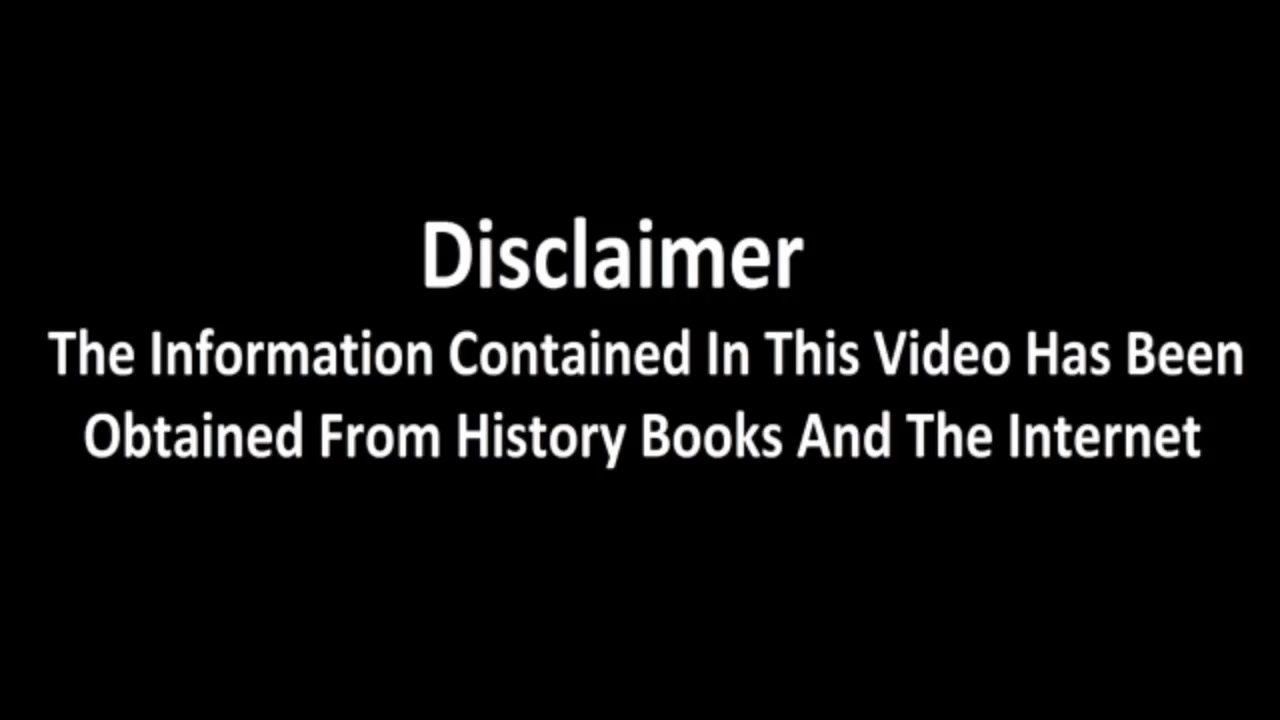 Disclaimer
The Information Contained In This Video Has Been
Obtained From History Books And The Internet